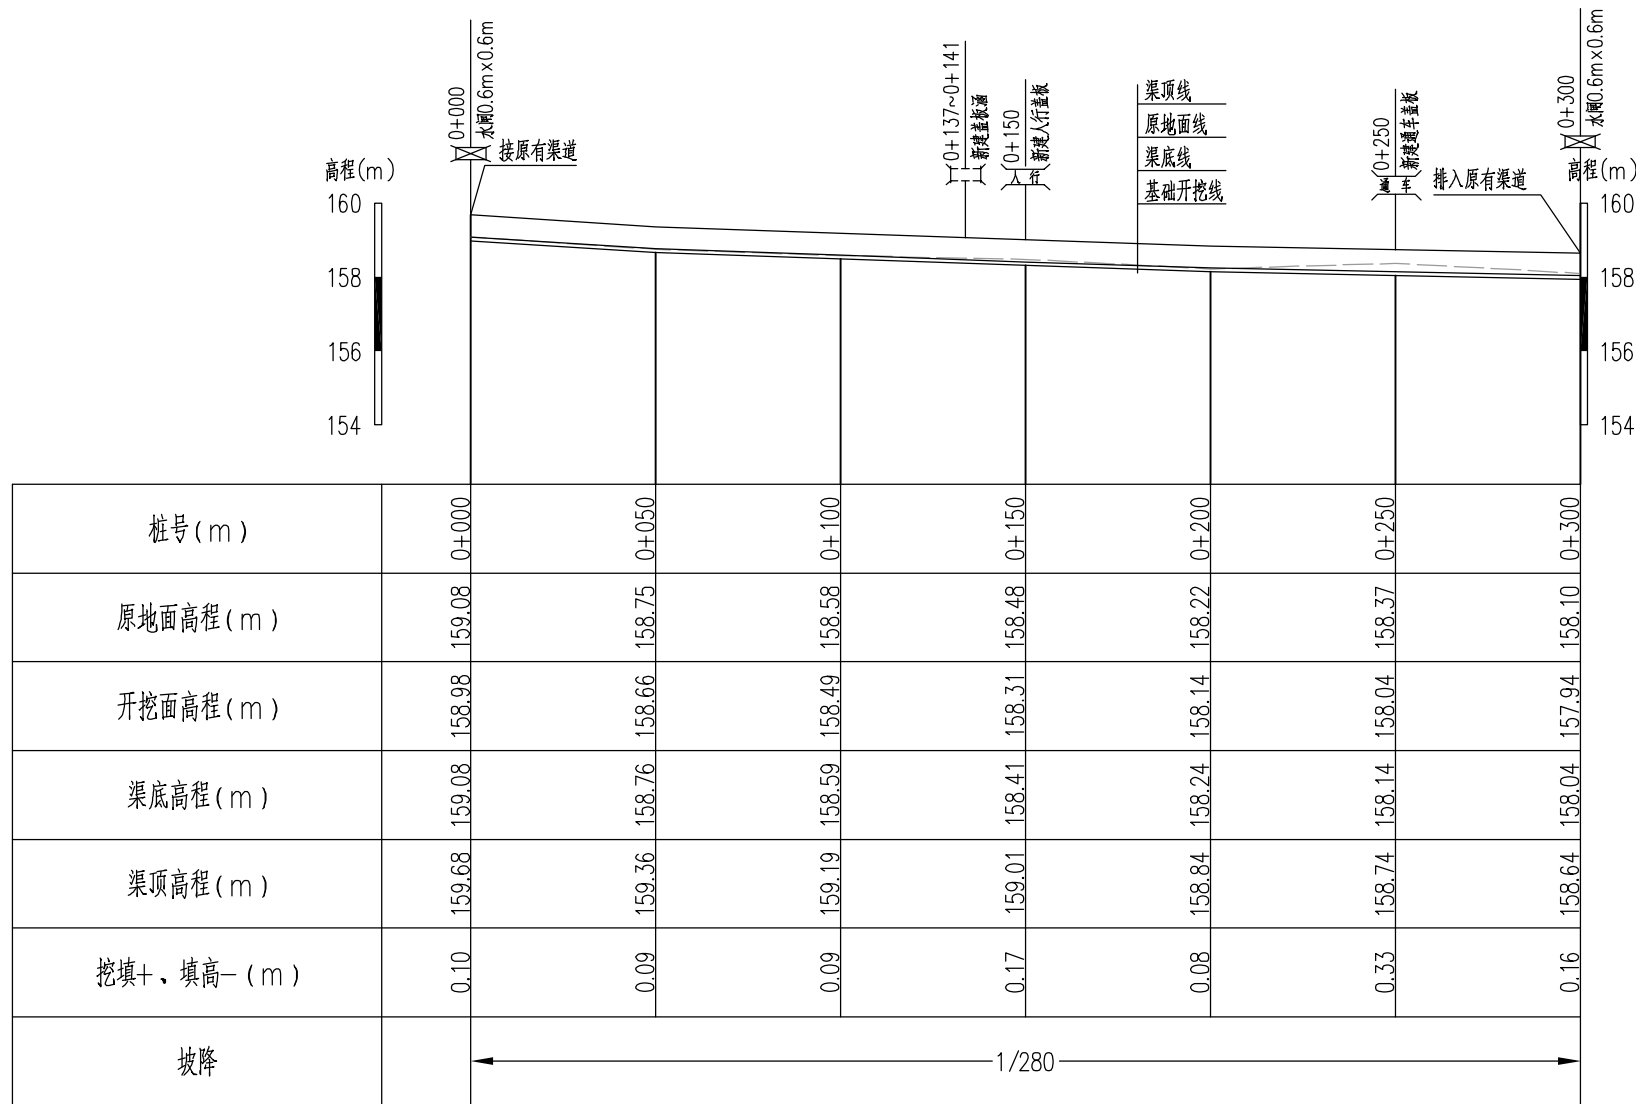 0+000
水闸0.6m×0.6m
接原有渠道
0+137~0+141
新建盖板涵
0+150
新建人行盖板
人行
渠顶线
原地面线
渠底线
基础开挖线
0+250
新建通车盖板
通车
排入原有渠道
0+300
水闸0.6m×0.6m
高程(m)
160
158
156
154
高程(m)
160
158
156
154
桩号(m) 0+000 0+050 0+100 0+150 0+200 0+250 0+300
原地面高程(m) 159.08 158.75 158.58 158.48 158.22 158.37 158.10
开挖面高程(m) 158.98 158.66 158.49 158.31 158.14 158.04 157.94
渠底高程(m) 159.08 158.76 158.59 158.41 158.24 158.14 158.04
渠顶高程(m) 159.68 159.36 159.19 159.01 158.84 158.74 158.64
挖填+、填高-(m) 0.10 0.09 0.09 0.17 0.08 0.33 0.16
坡降 1/280